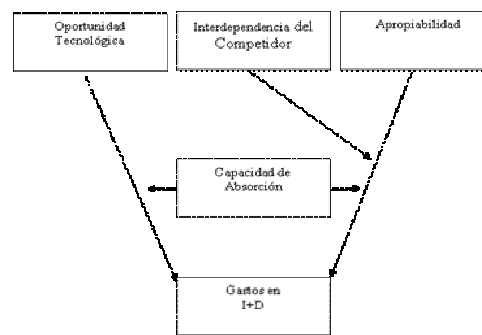 Oportunidad
Tecnológica
Interdependencia del
Competidor
Apropiabilidad
Capacidad de
Absorción
Gastos en
I+D